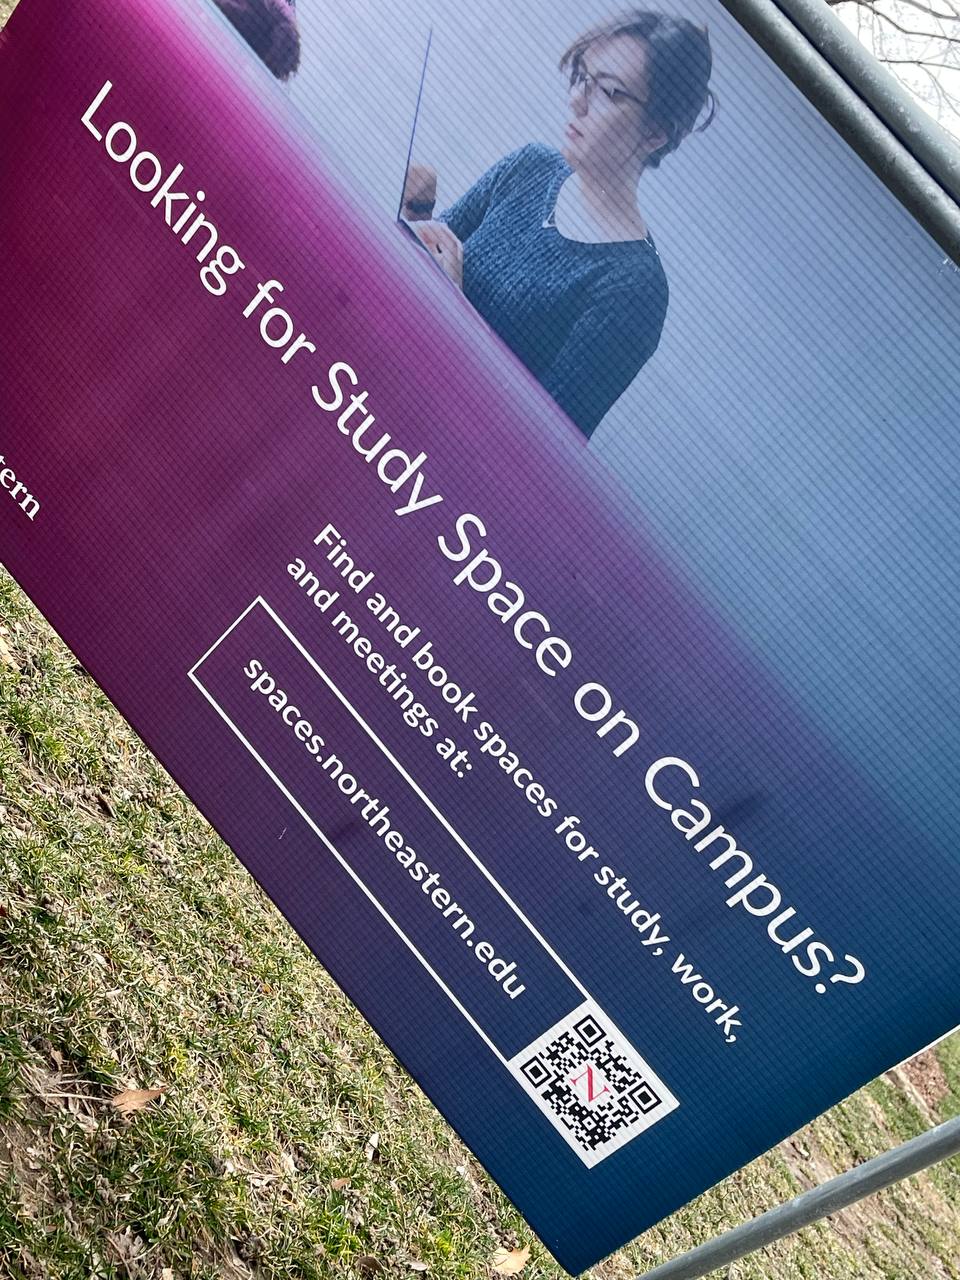 Looking for Study Space on Campus?
Find and book spaces for study, work,
and meetings at:
spaces.northeastern.edu
N
tern